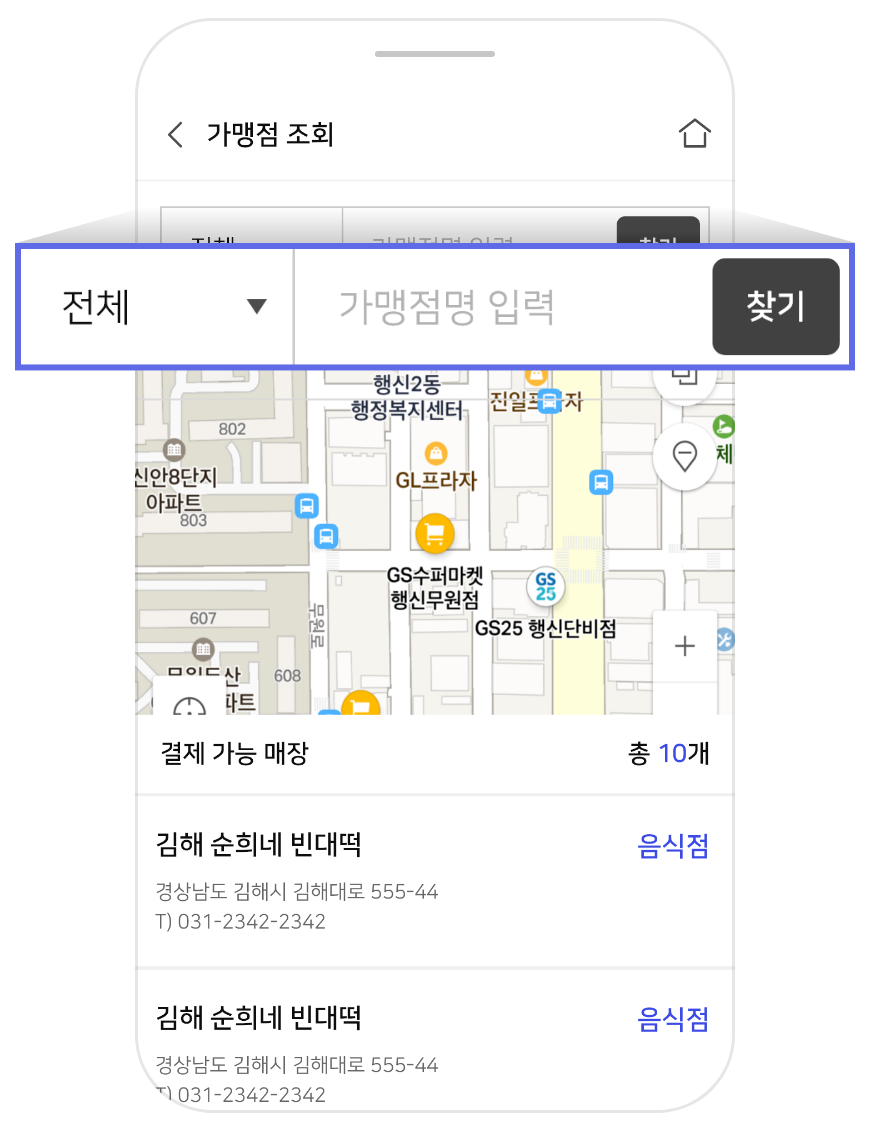 가맹점 조회
전체 ▼ 가맹점명 입력 찾기
행신2동
행정복지센터
진일프 자
802
GL프라자
체
신안8단지
아파트
803
GS수퍼마켓
행신무원점
GS25
GS25 행신단비점
607
무원로
608
+
결제 가능 매장 총 10개
김해 순희네 빈대떡 음식점
경상남도 김해시 김해대로 555-44
T) 031-2342-2342
김해 순희네 빈대떡 음식점
경상남도 김해시 김해대로 555-44
T) 031-2342-2342